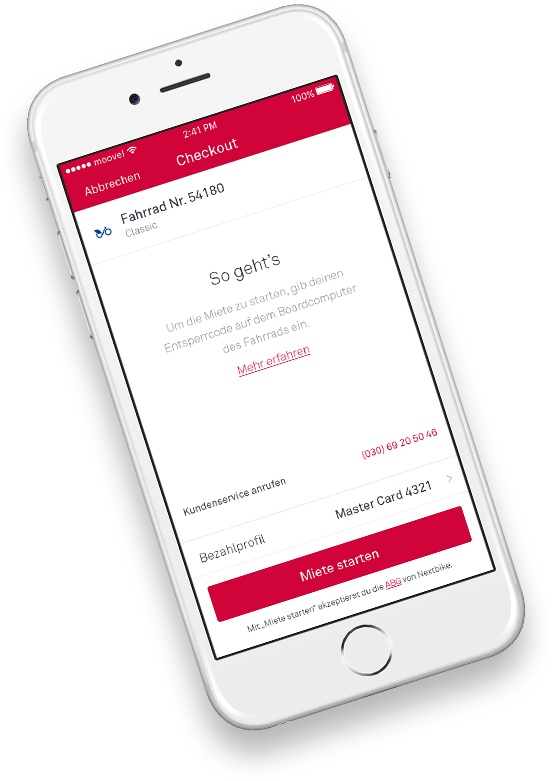 moovel 2:41 PM 100%
Abbrechen Checkout
Fahrrad Nr. 54180
Classic
So geht's
Um die Miete zu starten, gib deinen
Entsperrcode auf dem Boardcomputer
des Fahrrads ein.
Mehr erfahren
Kundenservice anrufen (030) 69 20 50 46
Bezahlprofil Master Card 4321
Miete starten
Mit „Miete starten" akzeptierst du die ABG von Nextbike.